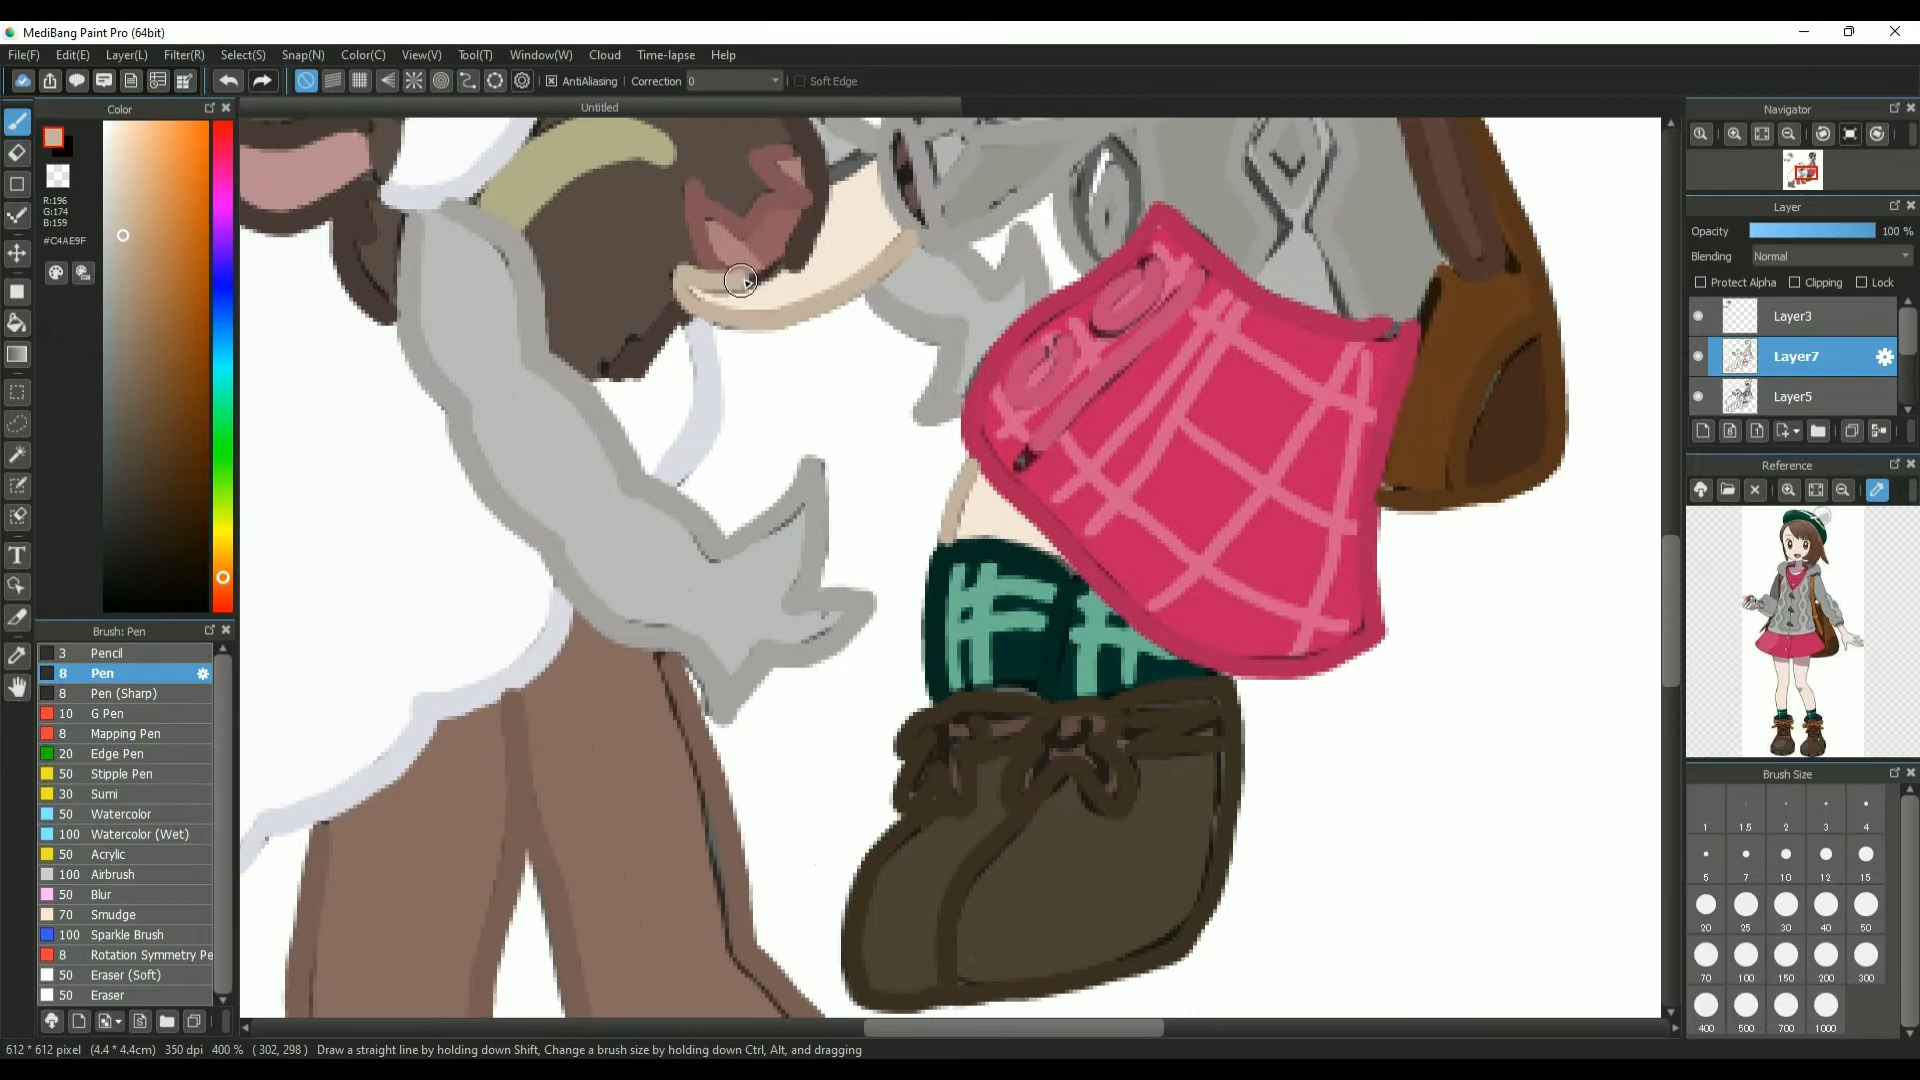 MediBang Paint Pro (64bit)
File(F) Edit(E) Layer(L) Filter(R) Select(S) Snap(N) Color(C) View(V) Tool(T) Window(W) Cloud Time-lapse Help
AntiAliasing Correction 0 Soft Edge
Color
Untitled
Navigator
R:196
G:174
B:159
#C4AE9F
Layer
Opacity 100 %
Blending Normal
Protect Alpha Clipping Lock
Layer3
Layer7
Layer5
Reference
Brush: Pen
3 Pencil
8 Pen
8 Pen (Sharp)
10 G Pen
8 Mapping Pen
20 Edge Pen
50 Stipple Pen
30 Sumi
50 Watercolor
100 Watercolor (Wet)
50 Acrylic
100 Airbrush
50 Blur
70 Smudge
100 Sparkle Brush
8 Rotation Symmetry Pe
50 Eraser (Soft)
50 Eraser
Brush Size
1 1.5 2 3 4
5 7 10 12 15
20 25 30 40 50
70 100 150 200 300
400 500 700 1000
612 * 612 pixel (4.4 * 4.4cm) 350 dpi 400 % ( 302, 298 ) Draw a straight line by holding down Shift, Change a brush size by holding down Ctrl, Alt, and dragging